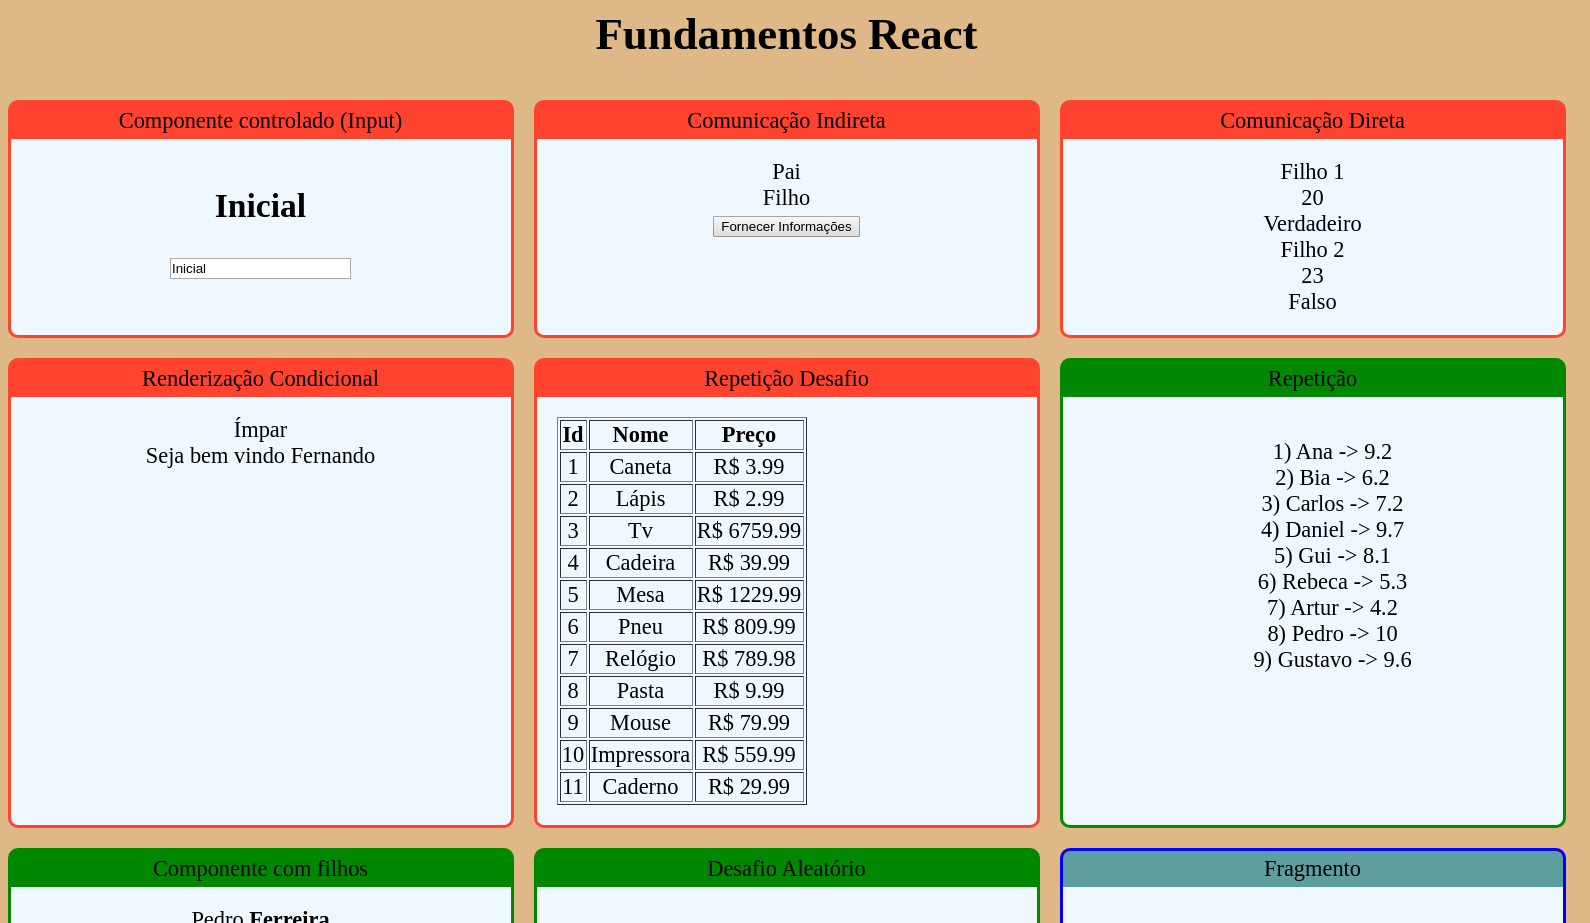 Fundamentos React
Componente controlado (Input)
Inicial
Inicial
Comunicação Indireta
Pai
Filho
Fornecer Informações
Comunicação Direta
Filho 1
20
Verdadeiro
Filho 2
23
Falso
Renderização Condicional
Ímpar
Seja bem vindo Fernando
Repetição Desafio
Id Nome Preço
1 Caneta R$ 3.99
2 Lápis R$ 2.99
3 Tv R$ 6759.99
4 Cadeira R$ 39.99
5 Mesa R$ 1229.99
6 Pneu R$ 809.99
7 Relógio R$ 789.98
8 Pasta R$ 9.99
9 Mouse R$ 79.99
10 Impressora R$ 559.99
11 Caderno R$ 29.99
Repetição
1) Ana -> 9.2
2) Bia -> 6.2
3) Carlos -> 7.2
4) Daniel -> 9.7
5) Gui -> 8.1
6) Rebeca -> 5.3
7) Artur -> 4.2
8) Pedro -> 10
9) Gustavo -> 9.6
Componente com filhos
Pedro Ferreira
Desafio Aleatório
Fragmento